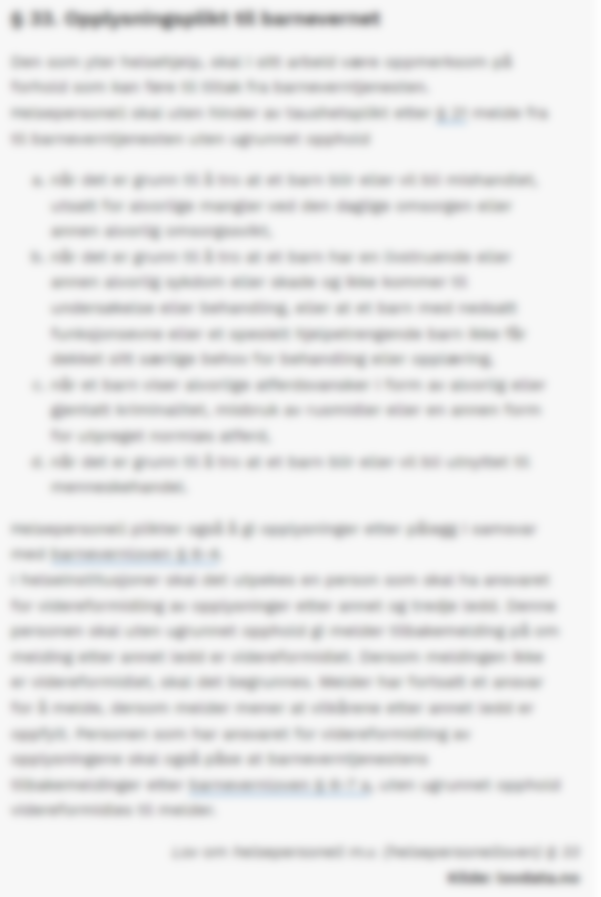 § 33. Opplysningsplikt til barnevernet
Den som yter helsehjelp, skal i sitt arbeid være oppmerksom på
forhold som kan føre til tiltak fra barneverntjenesten.
Helsepersonell skal uten hinder av taushetsplikt etter § 21 melde fra
til barneverntjenesten uten ugrunnet opphold
a. når det er grunn til å tro at et barn blir eller vil bli mishandlet,
utsatt for alvorlige mangler ved den daglige omsorgen eller
annen alvorlig omsorgssvikt,
b. når det er grunn til å tro at et barn har en livstruende eller
annen alvorlig sykdom eller skade og ikke kommer til
undersøkelse eller behandling, eller at et barn med nedsatt
funksjonsevne eller et spesielt hjelpetrengende barn ikke får
dekket sitt særlige behov for behandling eller opplæring,
c. når et barn viser alvorlige atferdsvansker i form av alvorlig eller
gjentatt kriminalitet, misbruk av rusmidler eller en annen form
for utpreget normløs atferd,
d. når det er grunn til å tro at et barn blir eller vil bli utnyttet til
menneskehandel.
Helsepersonell plikter også å gi opplysninger etter pålegg i samsvar
med barnevernloven § 6-4.
I helseinstitusjoner skal det utpekes en person som skal ha ansvaret
for videreformidling av opplysninger etter annet og tredje ledd. Denne
personen skal uten ugrunnet opphold gi melder tilbakemelding på om
melding etter annet ledd er videreformidlet. Dersom meldingen ikke
er videreformidlet, skal det begrunnes. Melder har fortsatt et ansvar
for å melde, dersom melder mener at vilkårene etter annet ledd er
oppfylt. Personen som har ansvaret for videreformidling av
opplysningene skal også påse at barneverntjenestens
tilbakemeldinger etter barnevernloven § 6-7 a, uten ugrunnet opphold
videreformidles til melder.
Lov om helsepersonell m.v. (helsepersonelloven) § 33
Kilde: lovdata.no